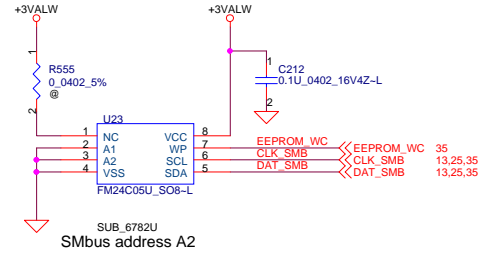 +3VALW
+3VALW
1
R555
0_0402_5%
@
2
1
C212
0.1U_0402_16V4Z~L
2
U23
1 NC VCC 8
2 A1 WP 7 EEPROM_WC EEPROM_WC 35
3 A2 SCL 6 CLK_SMB CLK_SMB 13,25,35
4 VSS SDA 5 DAT_SMB DAT_SMB 13,25,35
FM24C05U_SO8~L
SUB_6782U
SMbus address A2